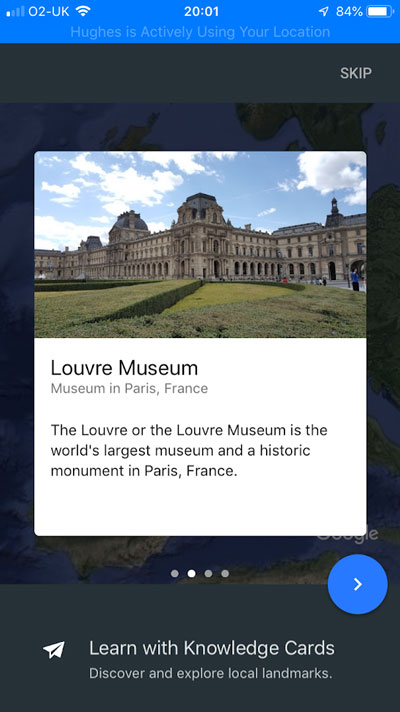 O2-UK 20:01 84%
Hughes is Actively Using Your Location
SKIP
Louvre Museum
Museum in Paris, France
The Louvre or the Louvre Museum is the
world's largest museum and a historic
monument in Paris, France.
Google
Learn with Knowledge Cards
Discover and explore local landmarks.